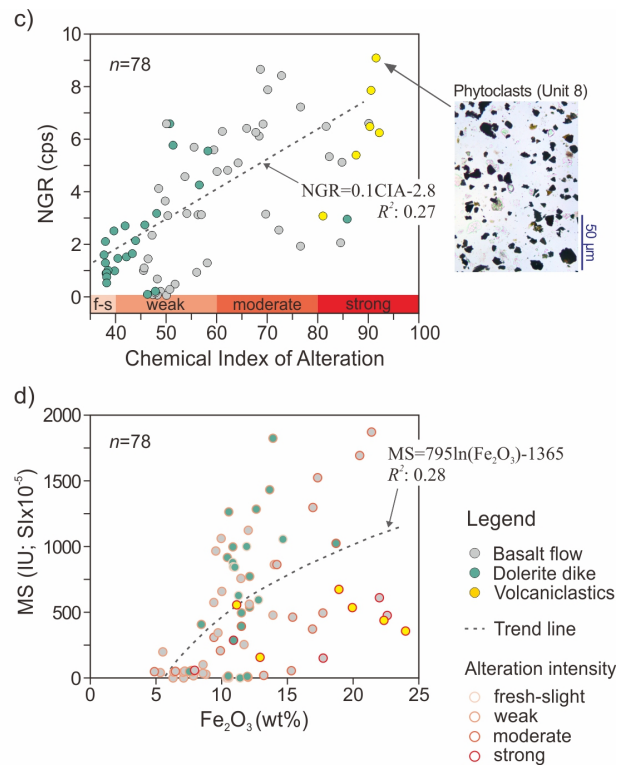 c)
10
8
6
4
2
0
NGR (cps)
n=78
Phytoclasts (Unit 8)
50 µm
NGR=0.1CIA-2.8
R²: 0.27
f-s weak moderate strong
40 50 60 70 80 90 100
Chemical Index of Alteration
d)
2000
1500
1000
500
0
MS (IU; SIx10⁻⁵)
n=78
MS=795ln(Fe₂O₃)-1365
R²: 0.28
0 5 10 15 20 25
Fe₂O₃ (wt%)
Legend
Basalt flow
Dolerite dike
Volcaniclastics
Trend line
Alteration intensity
fresh-slight
weak
moderate
strong